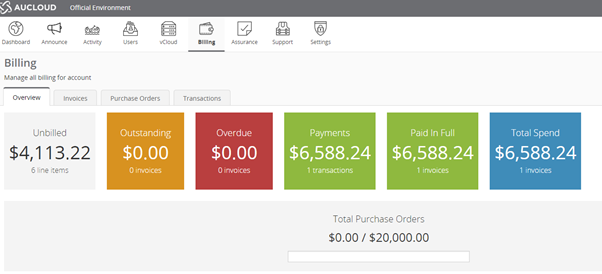 AUCLOUD Official Environment
Dashboard Announce Activity Users vCloud Billing Assurance Support Settings
Billing
Manage all billing for account
Overview Invoices Purchase Orders Transactions
Unbilled Outstanding Overdue Payments Paid In Full Total Spend
$4,113.22 $0.00 $0.00 $6,588.24 $6,588.24 $6,588.24
6 line items 0 invoices 0 invoices 1 transactions 1 invoices 1 invoices
Total Purchase Orders
$0.00 / $20,000.00